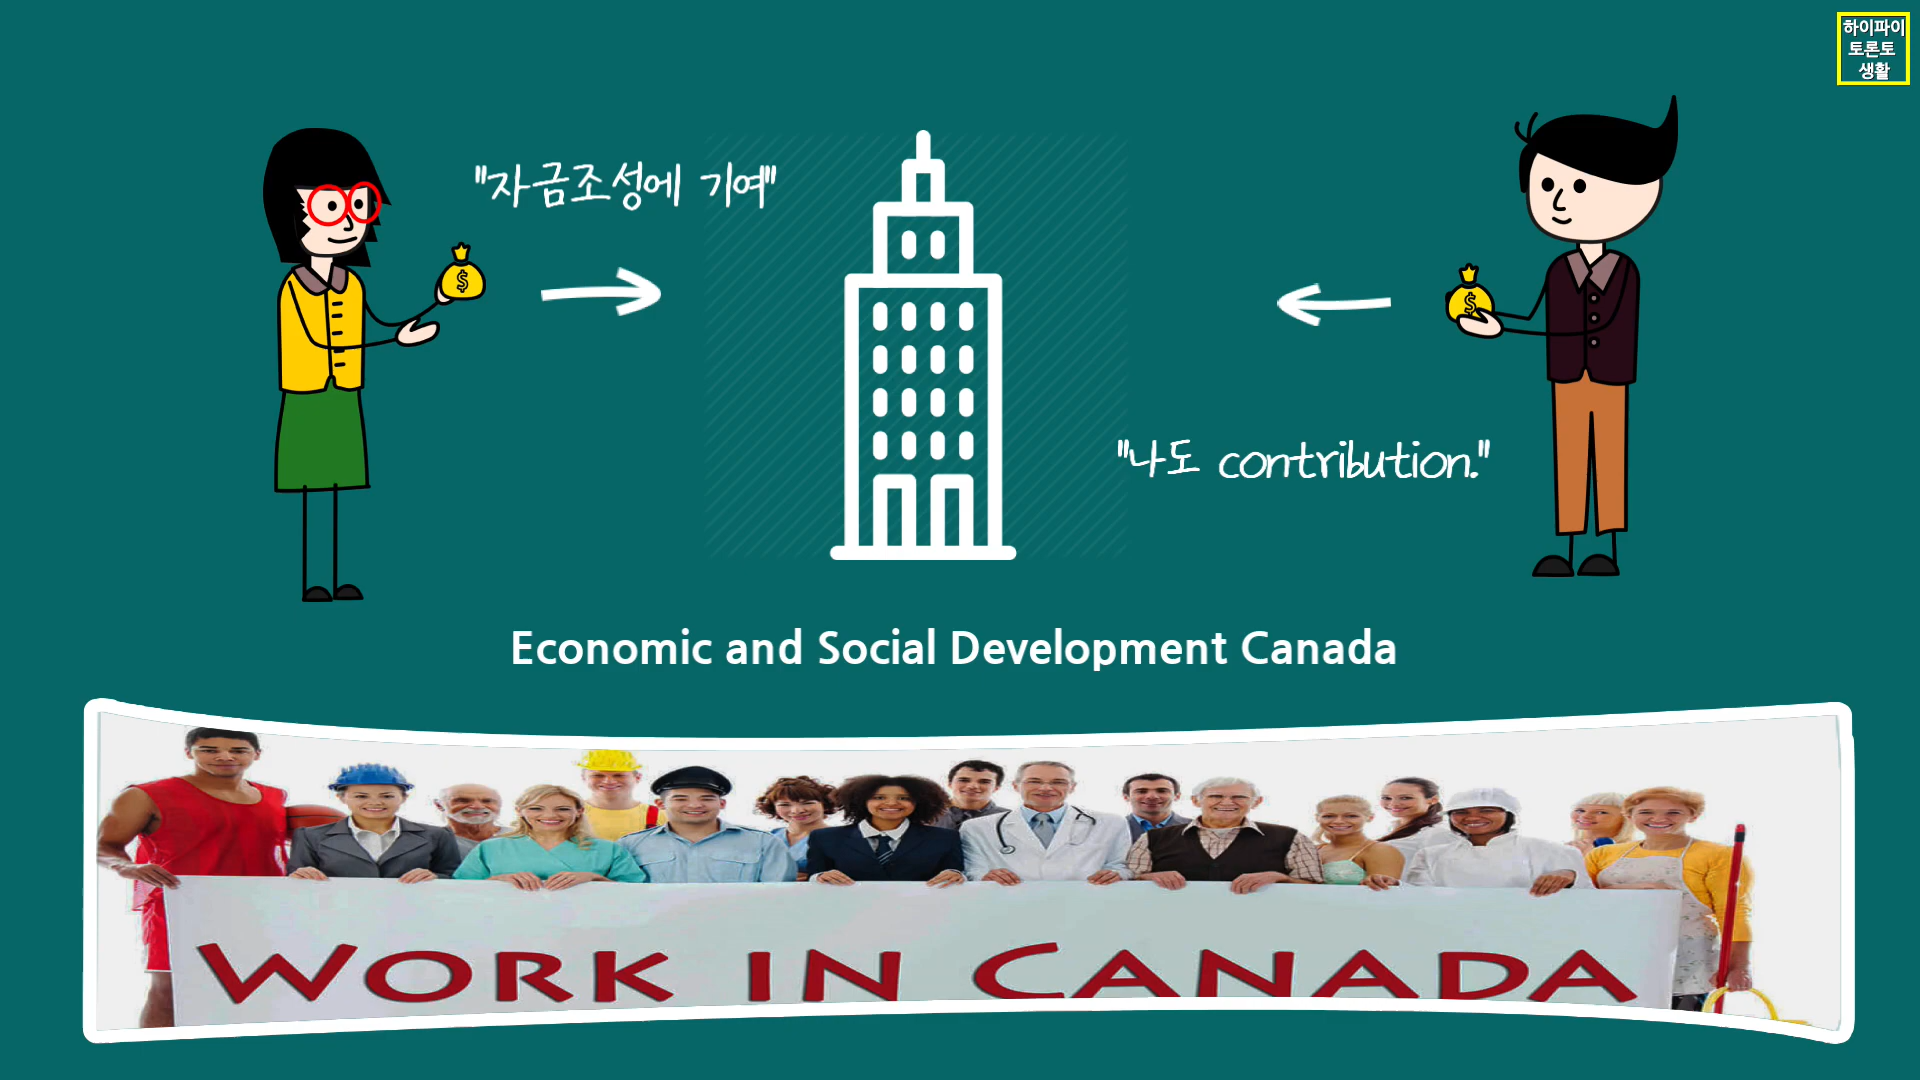 하이파이
토론토
생활
"자금조성에 기여"
"나도 contribution."
Economic and Social Development Canada
WORK IN CANADA